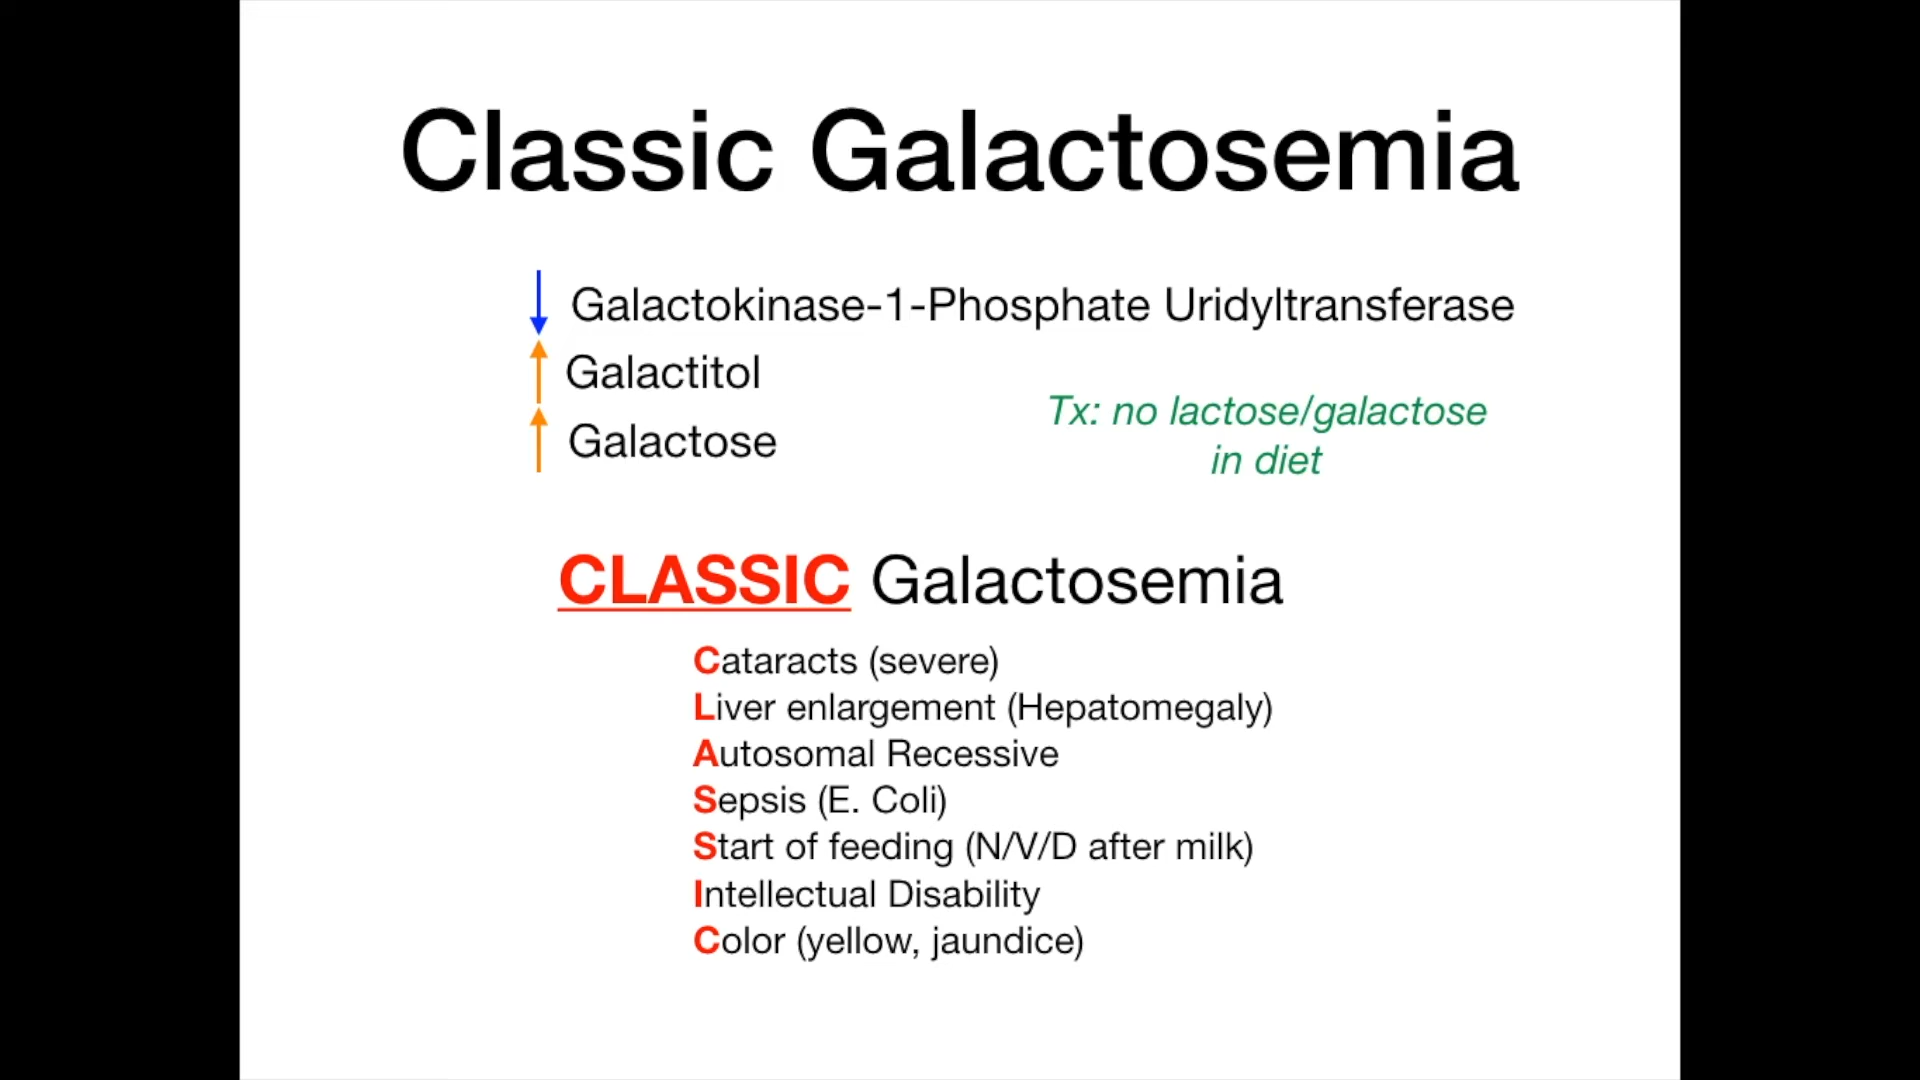 Classic Galactosemia
Galactokinase-1-Phosphate Uridyltransferase
Galactitol
Galactose
Tx: no lactose/galactose
in diet
CLASSIC Galactosemia
Cataracts (severe)
Liver enlargement (Hepatomegaly)
Autosomal Recessive
Sepsis (E. Coli)
Start of feeding (N/V/D after milk)
Intellectual Disability
Color (yellow, jaundice)